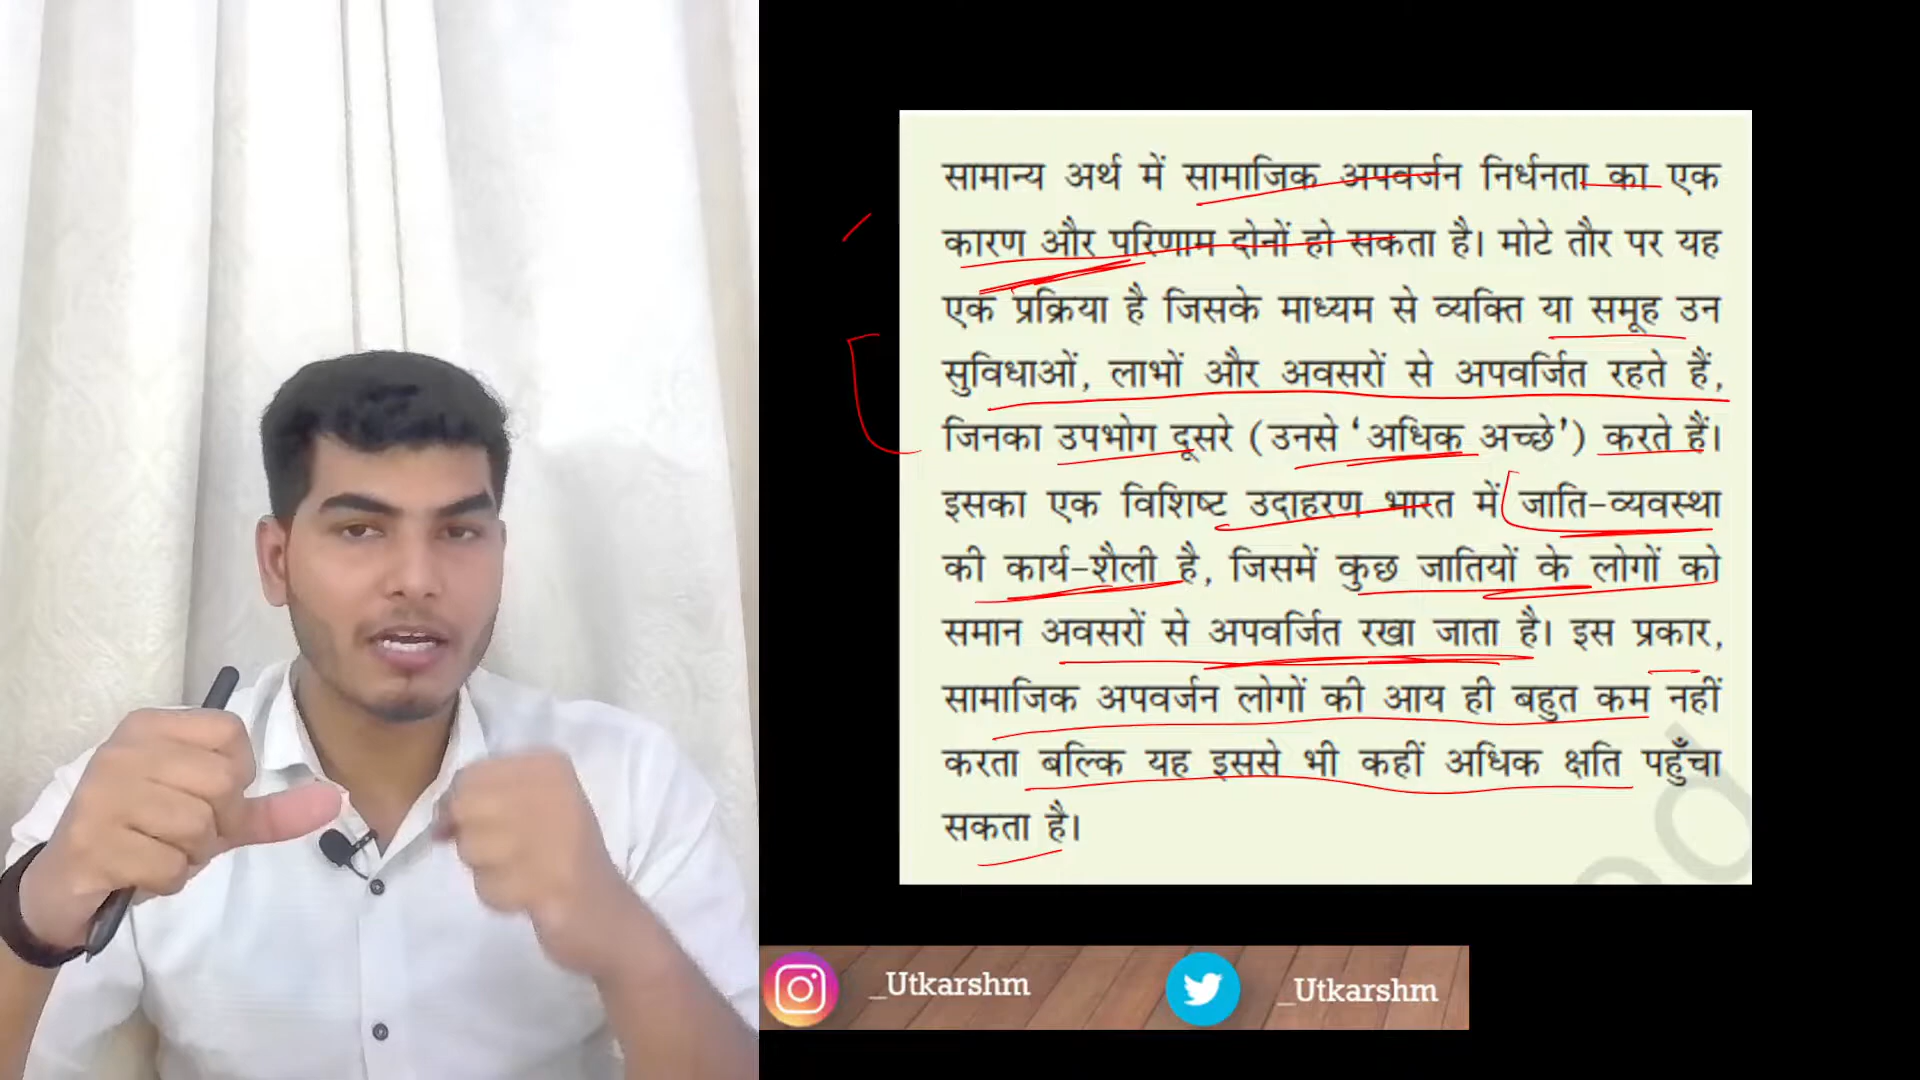 सामान्य अर्थ में सामाजिक अपवर्जन निर्धनता का एक
कारण और परिणाम दोनों हो सकता है। मोटे तौर पर यह
एक प्रक्रिया है जिसके माध्यम से व्यक्ति या समूह उन
सुविधाओं, लाभों और अवसरों से अपवर्जित रहते हैं,
जिनका उपभोग दूसरे (उनसे ‘अधिक अच्छे’) करते हैं।
इसका एक विशिष्ट उदाहरण भारत में जाति-व्यवस्था
की कार्य-शैली है, जिसमें कुछ जातियों के लोगों को
समान अवसरों से अपवर्जित रखा जाता है। इस प्रकार,
सामाजिक अपवर्जन लोगों की आय ही बहुत कम नहीं
करता बल्कि यह इससे भी कहीं अधिक क्षति पहुँचा
सकता है।
_Utkarshm
_Utkarshm